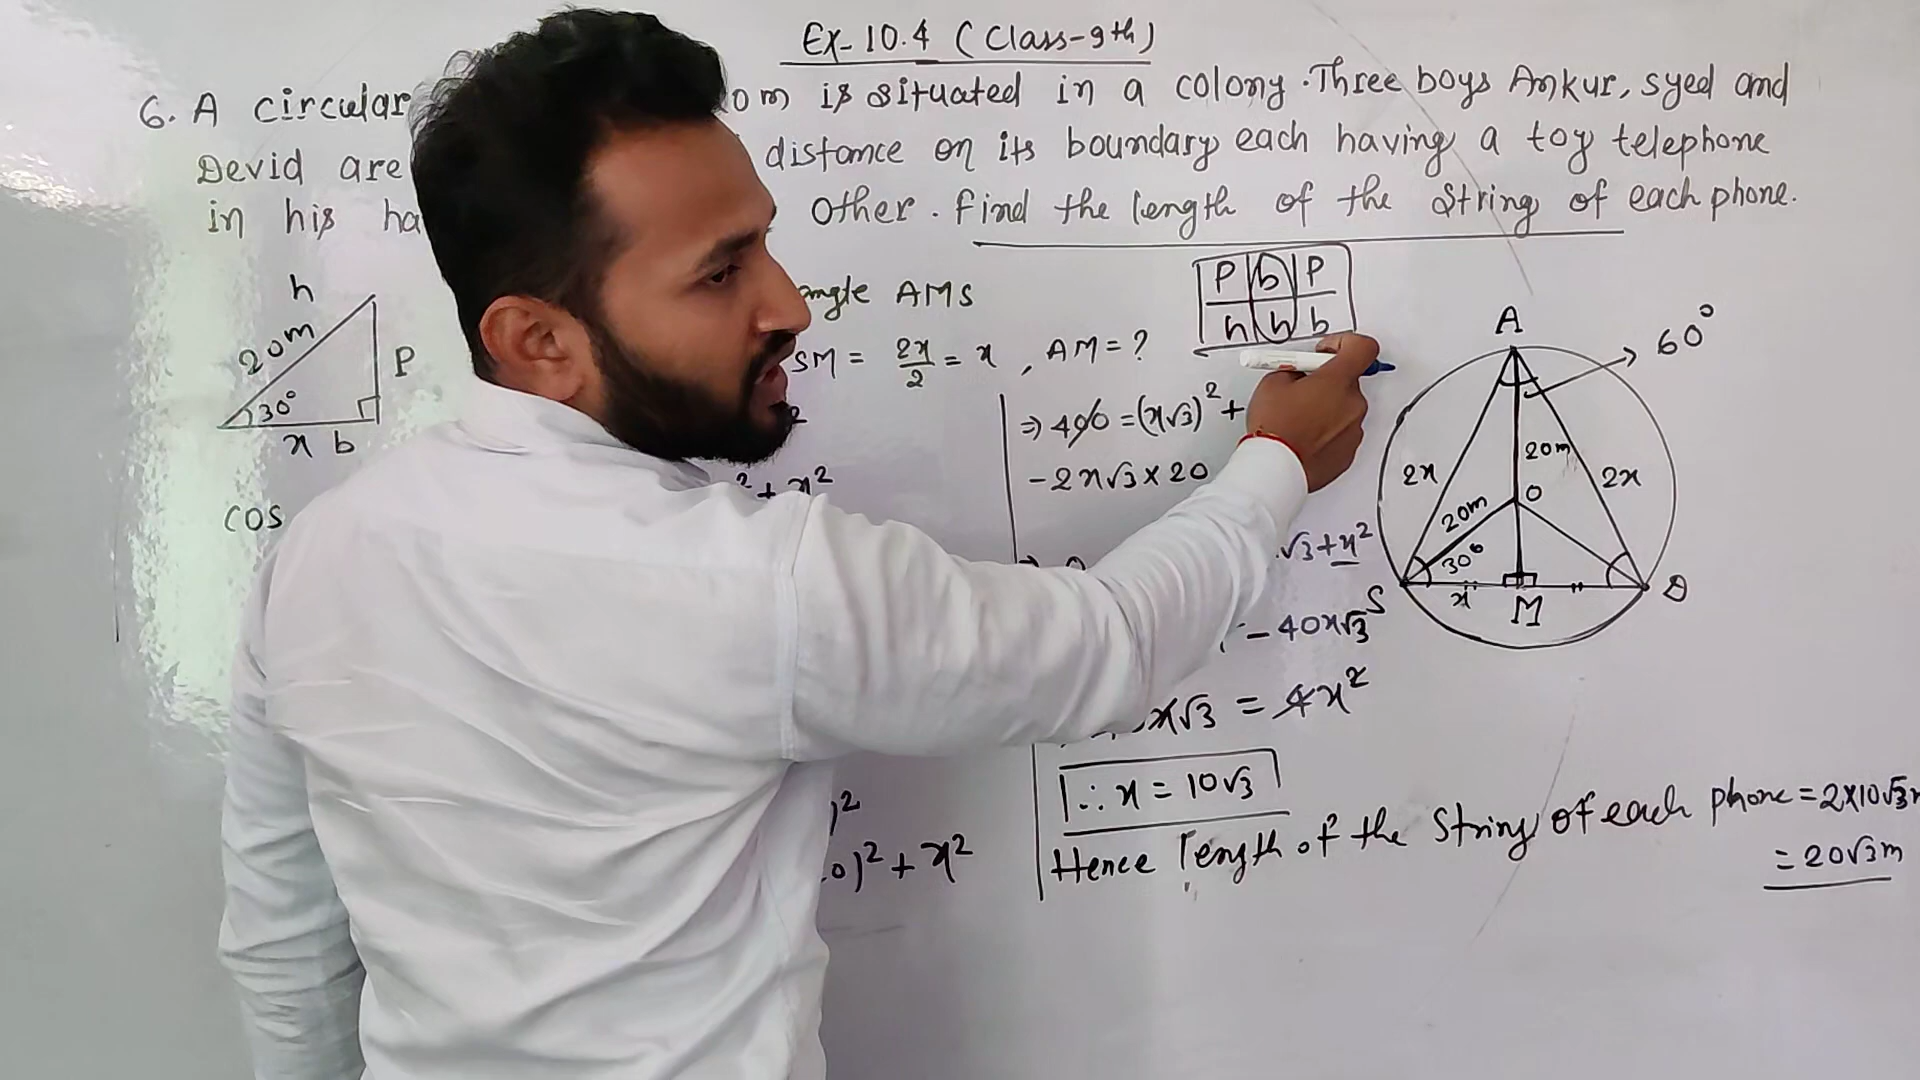 Ex- 10.4 (Class-9th)
6. A circular om is situated in a colony. Three boys Ankur, syed and
Devid are distance on its boundary each having a toy telephone
in his ha other. find the length of the string of each phone.
angle AMS
SM = 2x/2 = x , AM = ?
P b P
h h b
h
20m
P
30°
x b
cos
2
2 + x²
)²
0)² + x²
⇒ 400 = (x√3)² +
- 2x√3 × 20
√3 + x²
- 40x√3
x√3 = 4x²
∴ x = 10√3
Hence length of the string of each phone = 2×10√3
= 20√3 m
A
60°
20m
2x
2x
O
20m
30°
S
x
M
D